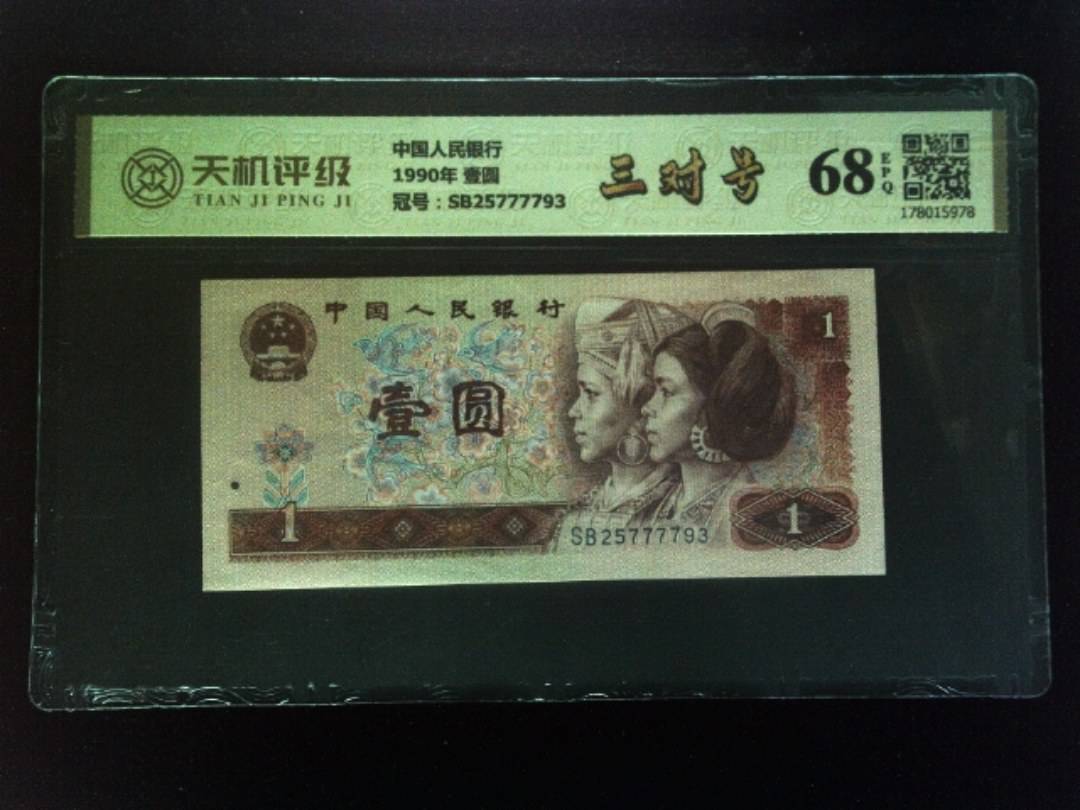 天机评级
TIAN JI PING JI
中国人民银行
1990年 壹圆
冠号：SB25777793
三对号
68
EPQ
178015978
中国人民银行
壹圆
1
1
SB25777793
1